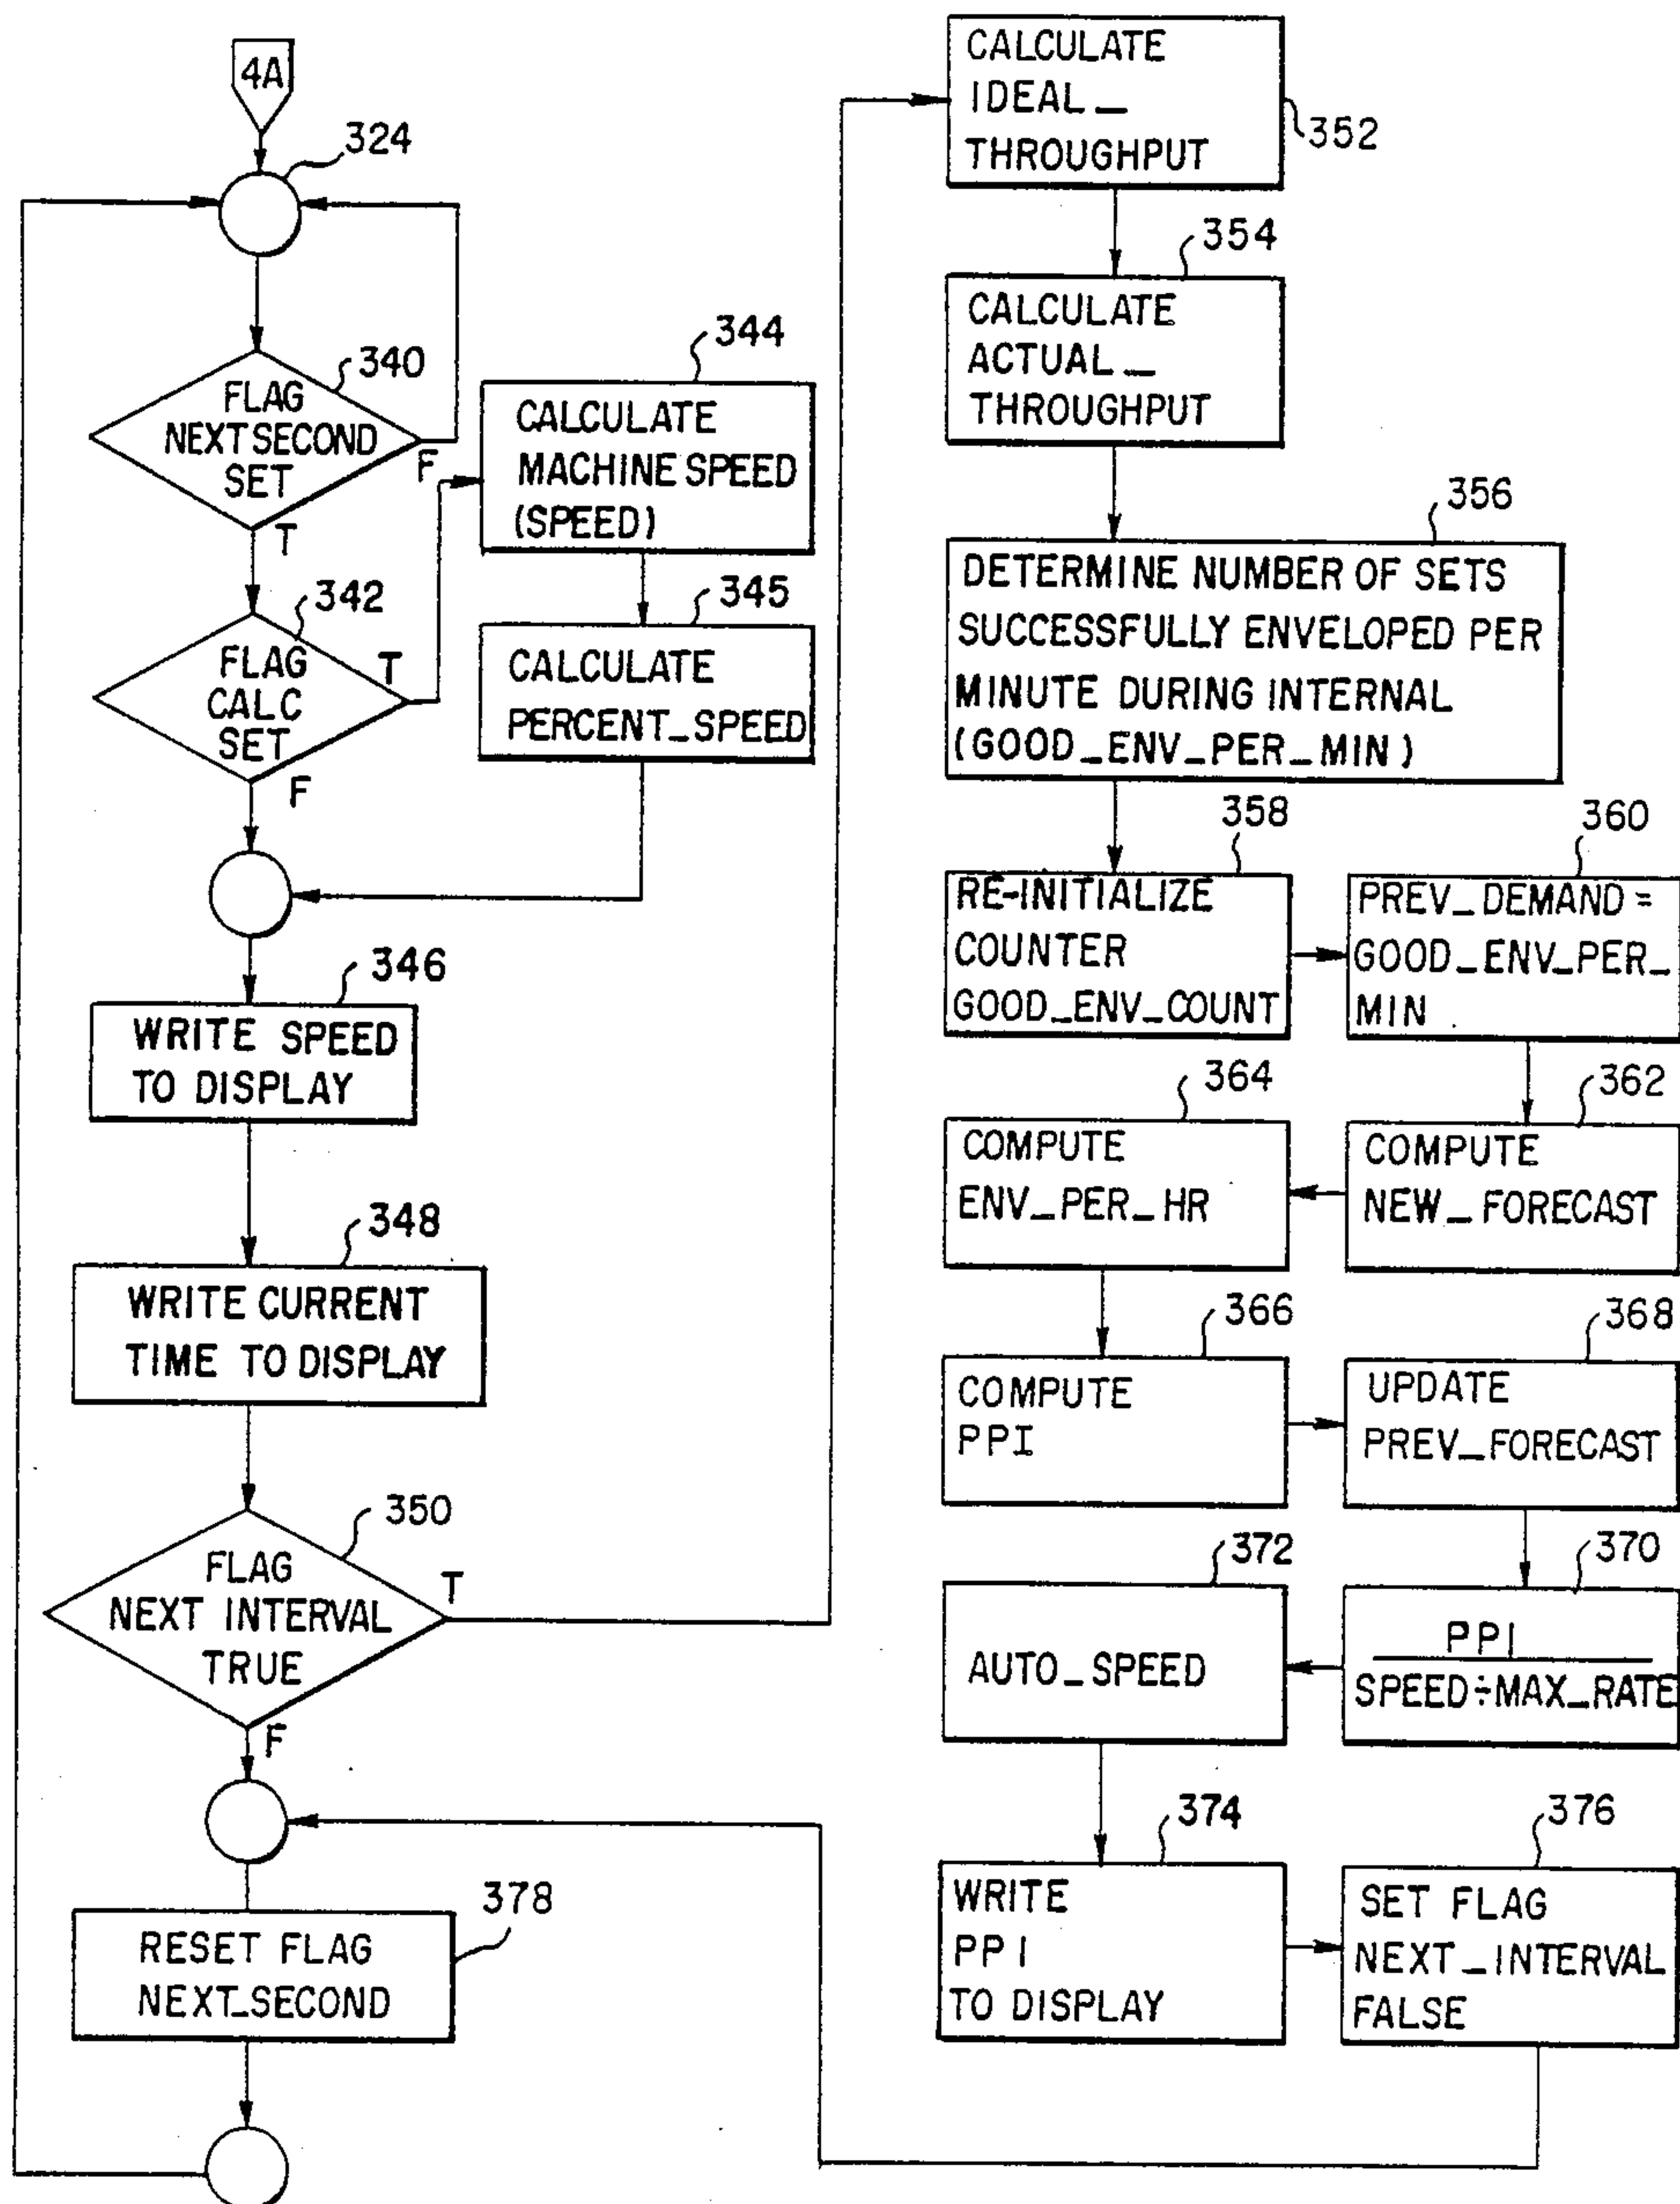 4A
324
340
FLAG
NEXT SECOND
SET
F
T
342
FLAG
CALC
SET
T
F
344
CALCULATE
MACHINE SPEED
(SPEED)
345
CALCULATE
PERCENT_SPEED
346
WRITE SPEED
TO DISPLAY
348
WRITE CURRENT
TIME TO DISPLAY
350
FLAG
NEXT INTERVAL
TRUE
T
F
378
RESET FLAG
NEXT_SECOND
CALCULATE
IDEAL_
THROUGHPUT
352
354
CALCULATE
ACTUAL_
THROUGHPUT
356
DETERMINE NUMBER OF SETS
SUCCESSFULLY ENVELOPED PER
MINUTE DURING INTERNAL
(GOOD_ENV_PER_MIN)
358
RE-INITIALIZE
COUNTER
GOOD_ENV_COUNT
360
PREV_DEMAND =
GOOD_ENV_PER_
MIN
362
COMPUTE
NEW_FORECAST
364
COMPUTE
ENV_PER_HR
366
COMPUTE
PPI
368
UPDATE
PREV_FORECAST
370
PPI
SPEED÷MAX_RATE
372
AUTO_SPEED
374
WRITE
PPI
TO DISPLAY
376
SET FLAG
NEXT_INTERVAL
FALSE